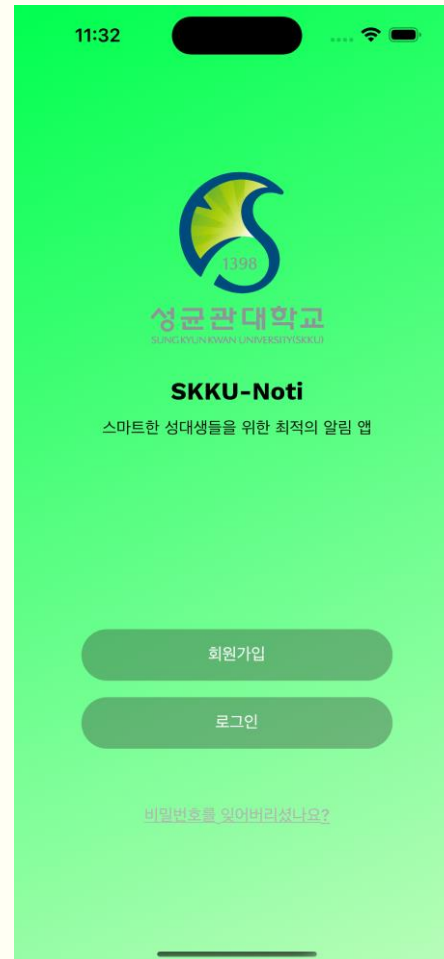 11:32
1398
성균관대학교
SUNGKYUNKWAN UNIVERSITY(SKKU)
SKKU-Noti
스마트한 성대생들을 위한 최적의 알림 앱
회원가입
로그인
비밀번호를 잊어버리셨나요?